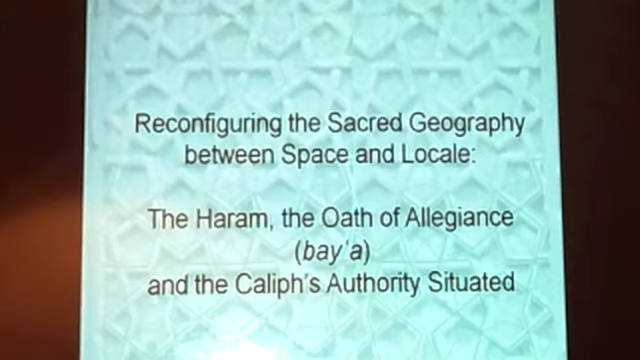 Reconfiguring the Sacred Geography
between Space and Locale:
The Haram, the Oath of Allegiance
(bay‘a)
and the Caliph’s Authority Situated